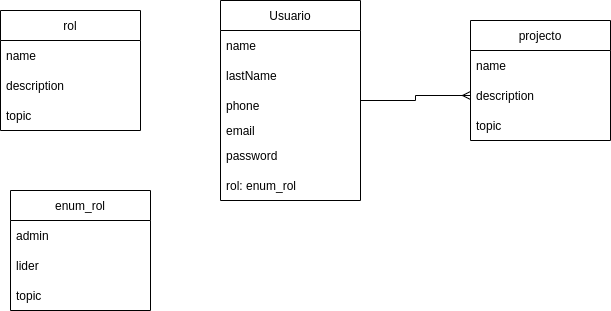 rol
name
description
topic
Usuario
name
lastName
phone
email
password
rol: enum_rol
projecto
name
description
topic
enum_rol
admin
lider
topic